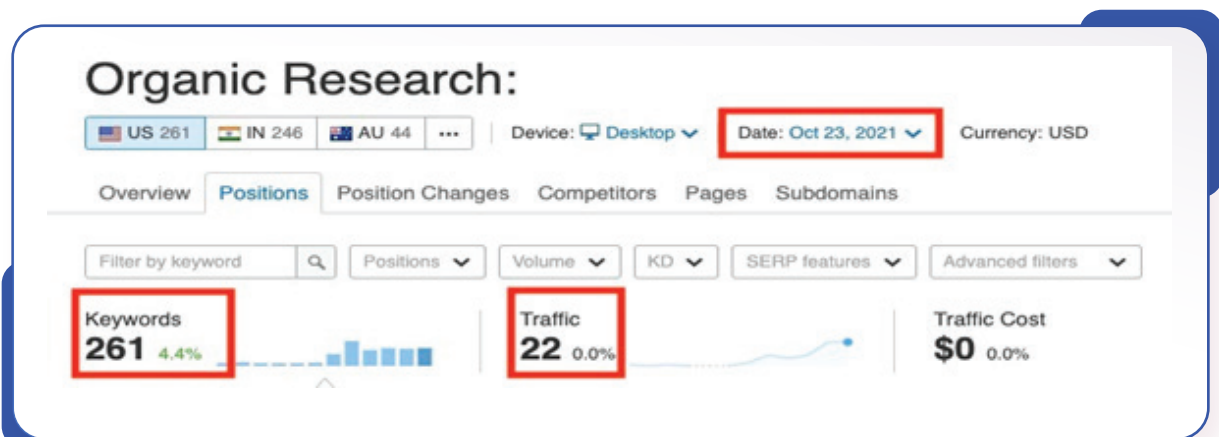 Organic Research:
US 261 IN 246 AU 44 ... Device: Desktop Date: Oct 23, 2021 Currency: USD
Overview Positions Position Changes Competitors Pages Subdomains
Filter by keyword Positions Volume KD SERP features Advanced filters
Keywords Traffic Traffic Cost
261 4.4% 22 0.0% $0 0.0%